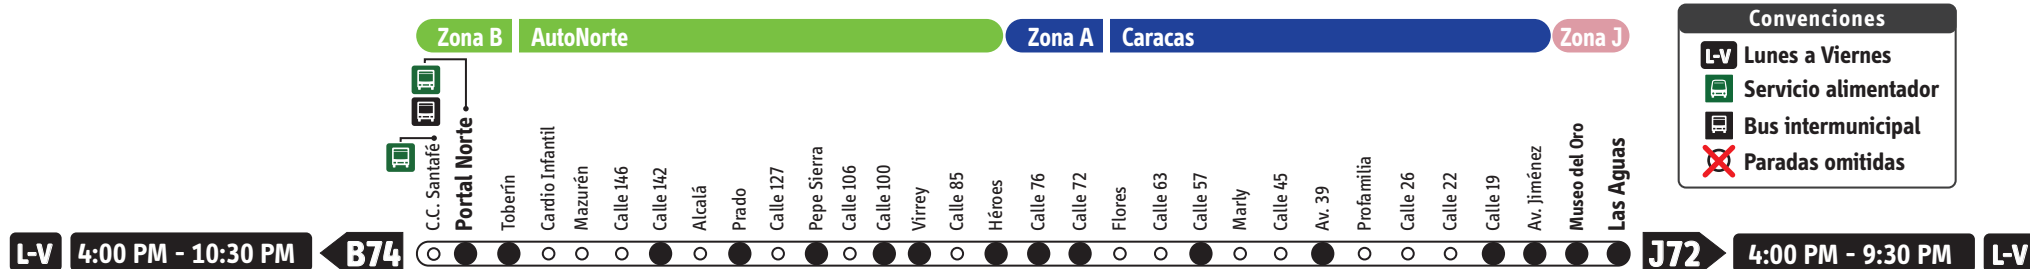 Zona B AutoNorte
Zona A Caracas
Zona J
C.C. Santafé
Portal Norte
Toberín
Cardio Infantil
Mazurén
Calle 146
Calle 142
Alcalá
Prado
Calle 127
Pepe Sierra
Calle 106
Calle 100
Virrey
Calle 85
Héroes
Calle 76
Calle 72
Flores
Calle 63
Calle 57
Marly
Calle 45
Av. 39
Profamilia
Calle 26
Calle 22
Calle 19
Av. Jiménez
Museo del Oro
Las Aguas
L-V 4:00 PM - 10:30 PM B74
J72 4:00 PM - 9:30 PM L-V
Convenciones
L-V Lunes a Viernes
Servicio alimentador
Bus intermunicipal
Paradas omitidas